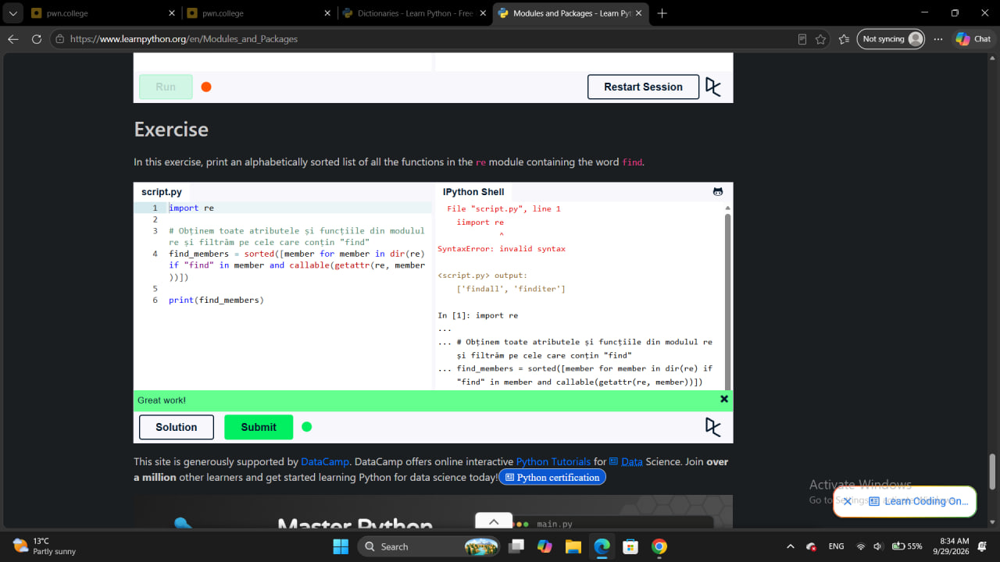 pwn.college
pwn.college
Dictionaries - Learn Python - Free
Modules and Packages - Learn Pyt
https://www.learnpython.org/en/Modules_and_Packages
Not syncing
Chat
Run
Restart Session
Exercise
In this exercise, print an alphabetically sorted list of all the functions in the re module containing the word find.
script.py
1 import re
2
3 # Obținem toate atributele și funcțiile din modulul
re și filtrăm pe cele care conțin "find"
4 find_members = sorted([member for member in dir(re)
if "find" in member and callable(getattr(re, member
))])
5
6 print(find_members)
IPython Shell
File "script.py", line 1
iimport re
^
SyntaxError: invalid syntax
<script.py> output:
['findall', 'finditer']
In [1]: import re
...
... # Obținem toate atributele și funcțiile din modulul re
și filtrăm pe cele care conțin "find"
... find_members = sorted([member for member in dir(re) if
"find" in member and callable(getattr(re, member))])
Great work!
Solution
Submit
This site is generously supported by DataCamp. DataCamp offers online interactive Python Tutorials for Data Science. Join over
a million other learners and get started learning Python for data science today! Python certification
Master Python
main.py
Activate Windows
Go to Settings to activate Windows.
Learn Coding On...
13°C
Partly sunny
Search
ENG
55%
8:34 AM
9/29/2026